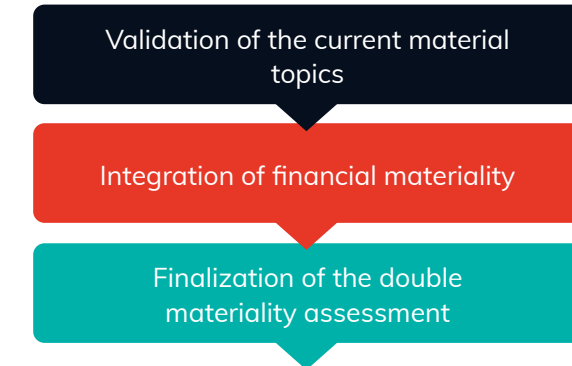 Validation of the current material
topics
Integration of financial materiality
Finalization of the double
materiality assessment